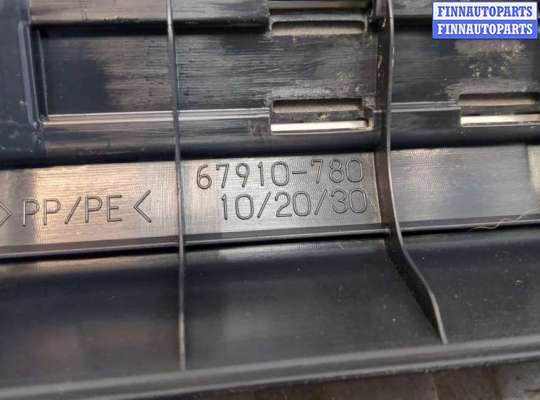 FINNAUTOPARTS
FINNAUTOPARTS
67910-780
10/20/30
>PP/PE<